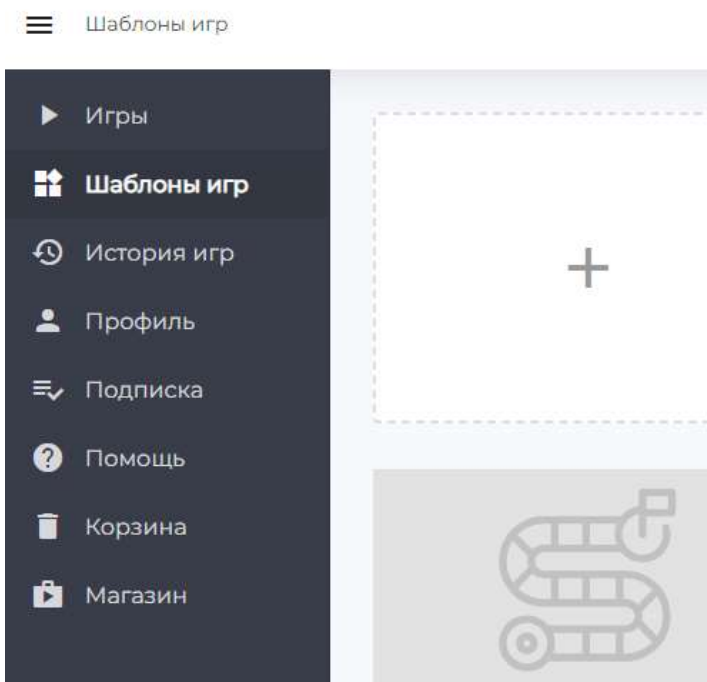 Шаблоны игр
Игры
Шаблоны игр
История игр
Профиль
Подписка
Помощь
Корзина
Магазин